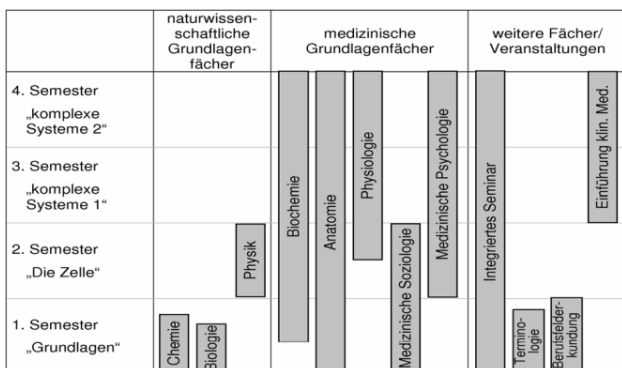 naturwissen-
schaftliche
Grundlagen-
fächer
medizinische
Grundlagenfächer
weitere Fächer/
Veranstaltungen
4. Semester
„komplexe
Systeme 2“
3. Semester
„komplexe
Systeme 1“
2. Semester
„Die Zelle“
1. Semester
„Grundlagen“
Chemie
Biologie
Physik
Biochemie
Anatomie
Physiologie
Medizinische Soziologie
Medizinische Psychologie
Integriertes Seminar
Termino-
logie
Berufsfelder-
kundung
Einführung klin. Med.